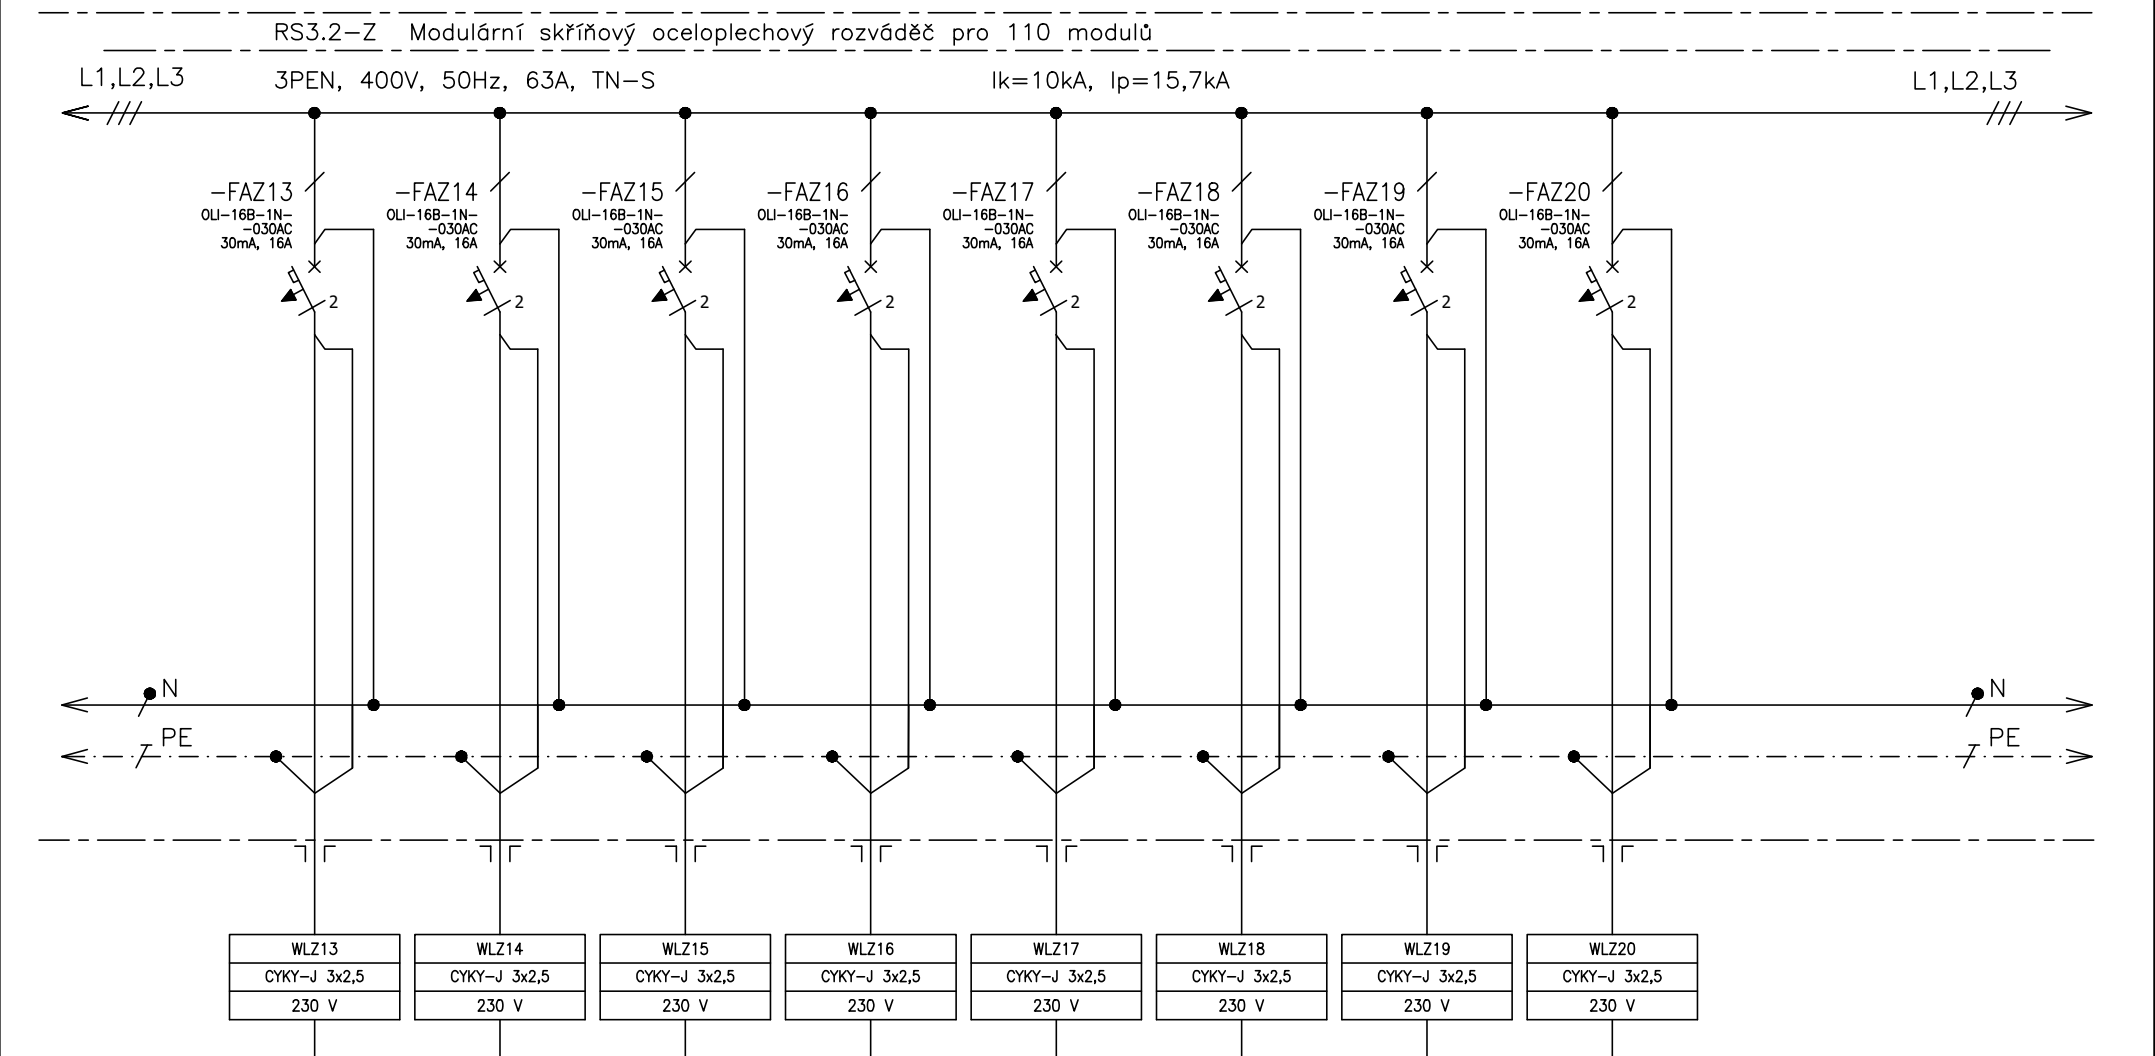 RS3.2-Z Modulární skříňový oceloplechový rozváděč pro 110 modulů
L1,L2,L3 3PEN, 400V, 50Hz, 63A, TN-S Ik=10kA, Ip=15,7kA L1,L2,L3
-FAZ13 -FAZ14 -FAZ15 -FAZ16 -FAZ17 -FAZ18 -FAZ19 -FAZ20
OLI-16B-1N- OLI-16B-1N- OLI-16B-1N- OLI-16B-1N- OLI-16B-1N- OLI-16B-1N- OLI-16B-1N- OLI-16B-1N-
-030AC -030AC -030AC -030AC -030AC -030AC -030AC -030AC
30mA, 16A 30mA, 16A 30mA, 16A 30mA, 16A 30mA, 16A 30mA, 16A 30mA, 16A 30mA, 16A
2 2 2 2 2 2 2 2
N N
PE PE
WLZ13 WLZ14 WLZ15 WLZ16 WLZ17 WLZ18 WLZ19 WLZ20
CYKY-J 3x2,5 CYKY-J 3x2,5 CYKY-J 3x2,5 CYKY-J 3x2,5 CYKY-J 3x2,5 CYKY-J 3x2,5 CYKY-J 3x2,5 CYKY-J 3x2,5
230 V 230 V 230 V 230 V 230 V 230 V 230 V 230 V